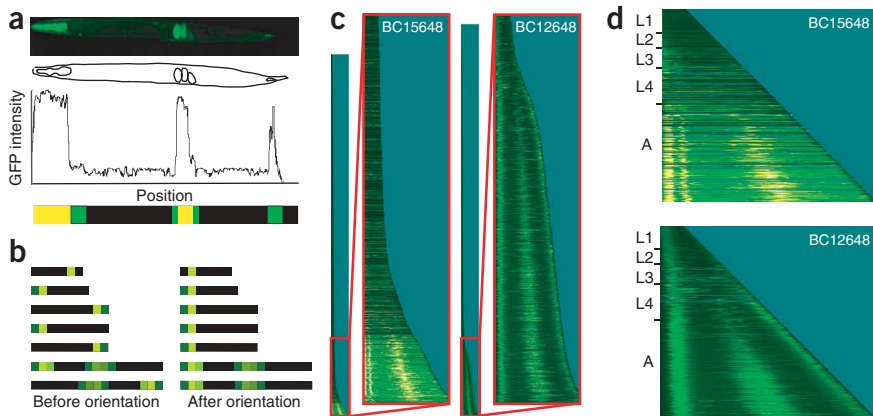 a
GFP intensity
Position
b
Before orientation
After orientation
c
BC15648
BC12648
d
BC15648
L1
L2
L3
L4
A
BC12648
L1
L2
L3
L4
A